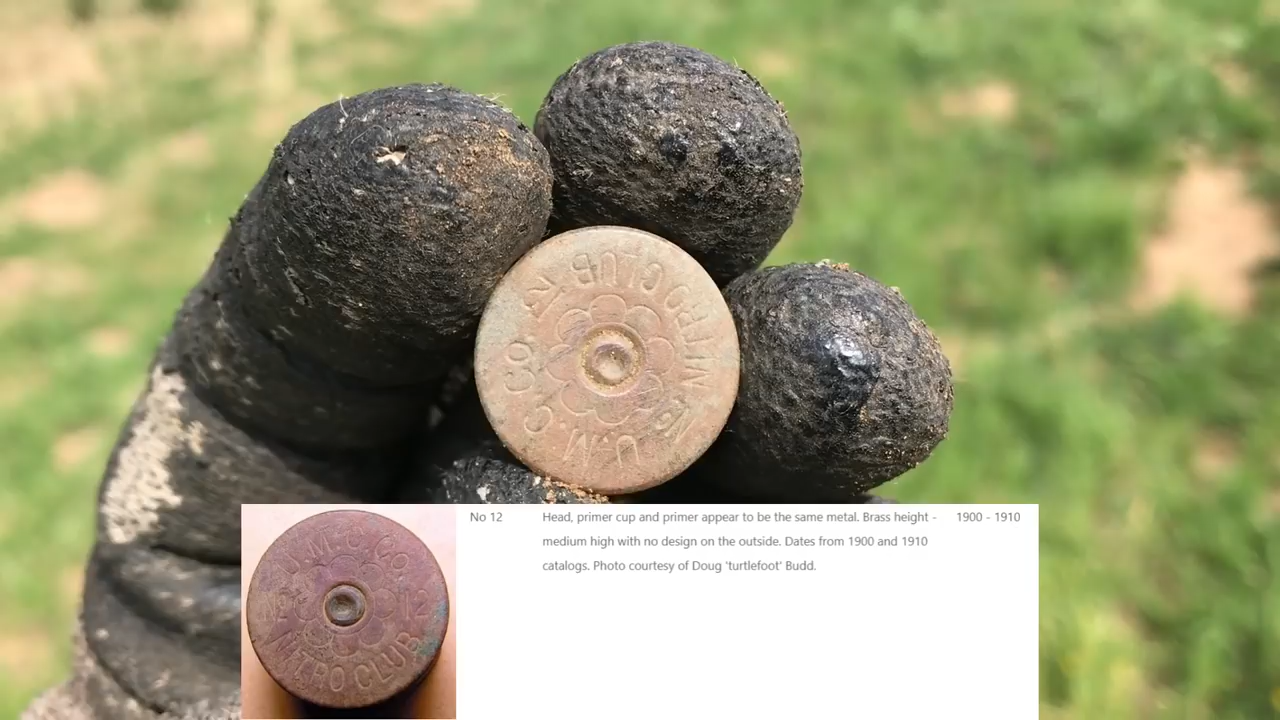 U.M.C. CO.
No 12
NITRO CLUB
U.M.C. CO.
No 12
NITRO CLUB
No 12 Head, primer cup and primer appear to be the same metal. Brass height - 1900 - 1910
medium high with no design on the outside. Dates from 1900 and 1910
catalogs. Photo courtesy of Doug 'turtlefoot' Budd.